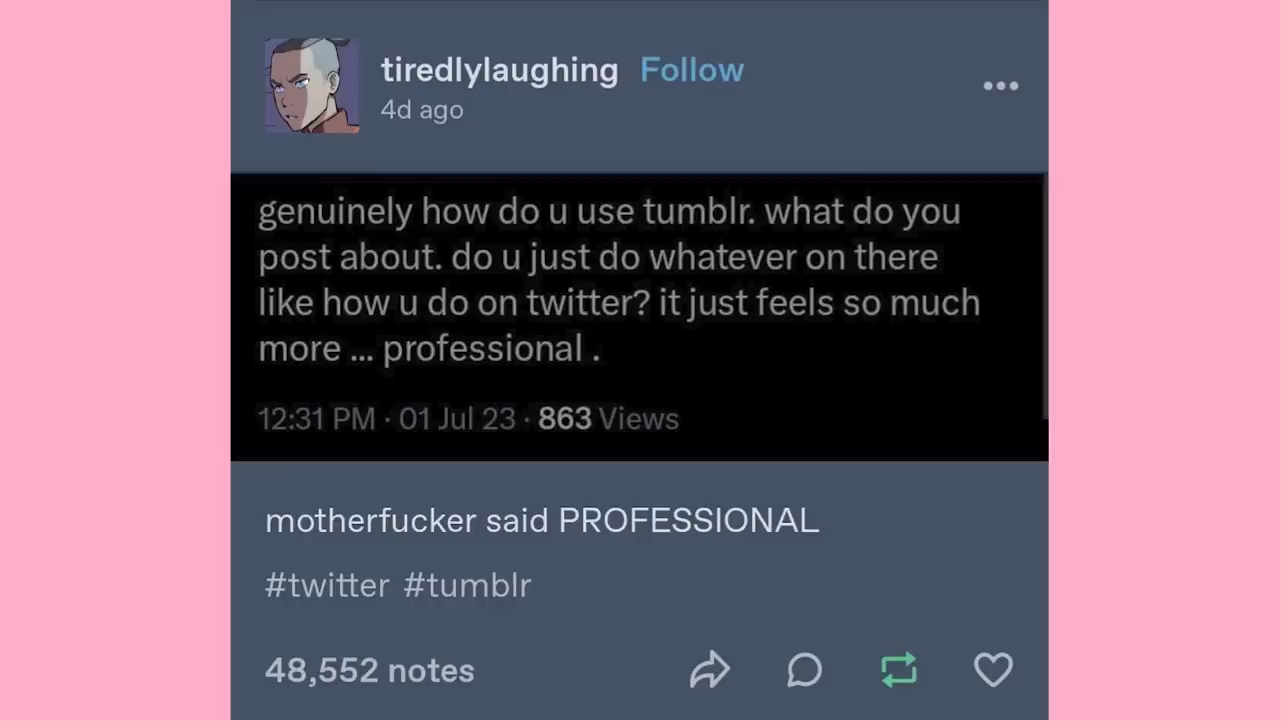 tiredlylaughing Follow
4d ago
genuinely how do u use tumblr. what do you
post about. do u just do whatever on there
like how u do on twitter? it just feels so much
more ... professional .
12:31 PM · 01 Jul 23 · 863 Views
motherfucker said PROFESSIONAL
#twitter #tumblr
48,552 notes